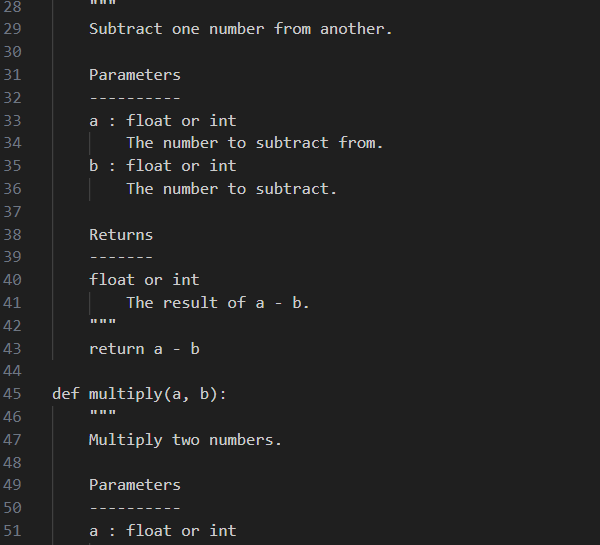 28     """
29     Subtract one number from another.
30
31     Parameters
32     ----------
33     a : float or int
34         The number to subtract from.
35     b : float or int
36         The number to subtract.
37
38     Returns
39     -------
40     float or int
41         The result of a - b.
42     """
43     return a - b
44
45 def multiply(a, b):
46     """
47     Multiply two numbers.
48
49     Parameters
50     ----------
51     a : float or int